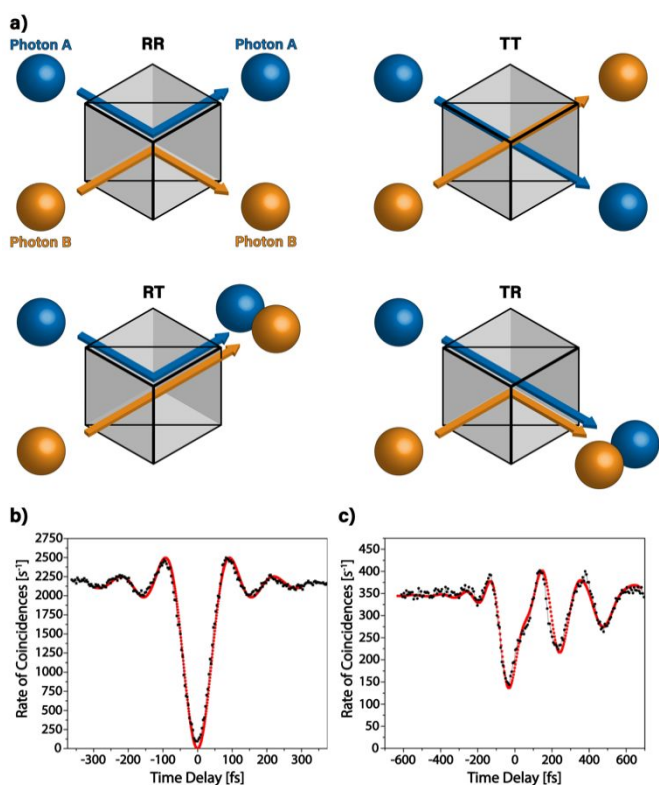 a)
RR
TT
Photon A
Photon A
Photon B
Photon B
RT
TR
b)
c)
Rate of Coincidences [s⁻¹]
2750
2500
2250
2000
1750
1500
1250
1000
750
500
250
0
-300 -200 -100 0 100 200 300
Time Delay [fs]
Rate of Coincidences [s⁻¹]
450
400
350
300
250
200
150
100
50
0
-600 -400 -200 0 200 400 600
Time Delay [fs]